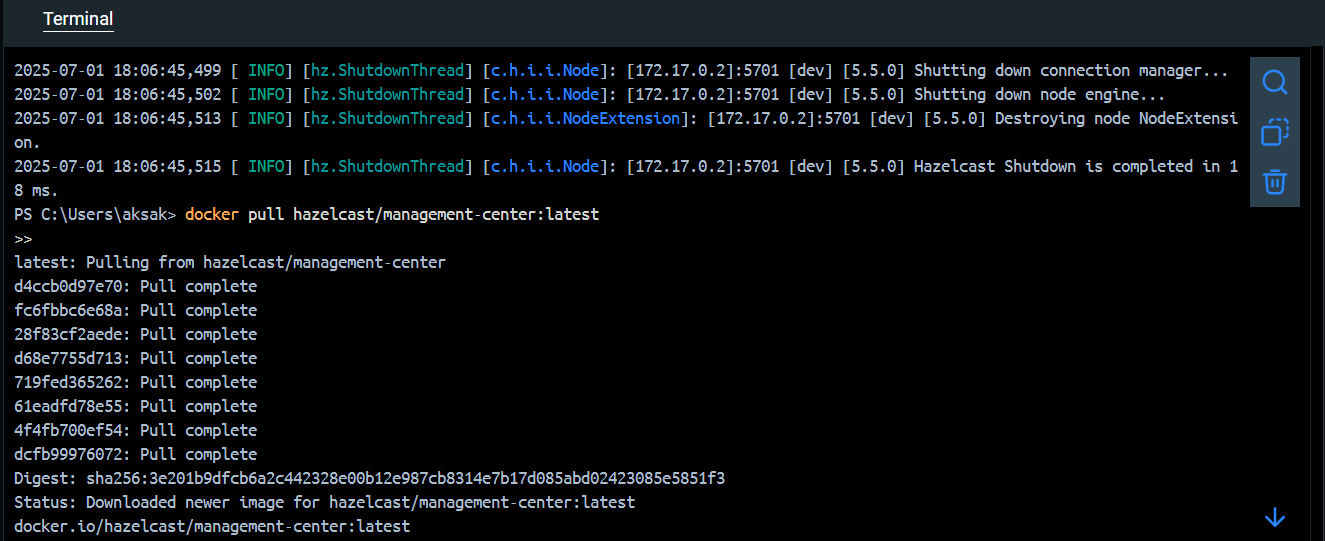 Terminal
2025-07-01 18:06:45,499 [ INFO] [hz.ShutdownThread] [c.h.i.i.Node]: [172.17.0.2]:5701 [dev] [5.5.0] Shutting down connection manager...
2025-07-01 18:06:45,502 [ INFO] [hz.ShutdownThread] [c.h.i.i.Node]: [172.17.0.2]:5701 [dev] [5.5.0] Shutting down node engine...
2025-07-01 18:06:45,513 [ INFO] [hz.ShutdownThread] [c.h.i.i.NodeExtension]: [172.17.0.2]:5701 [dev] [5.5.0] Destroying node NodeExtensi
on.
2025-07-01 18:06:45,515 [ INFO] [hz.ShutdownThread] [c.h.i.i.Node]: [172.17.0.2]:5701 [dev] [5.5.0] Hazelcast Shutdown is completed in 1
8 ms.
PS C:\Users\aksak> docker pull hazelcast/management-center:latest
>>
latest: Pulling from hazelcast/management-center
d4ccb0d97e70: Pull complete
fc6fbbc6e68a: Pull complete
28f83cf2aede: Pull complete
d68e7755d713: Pull complete
719fed365262: Pull complete
61eadfd78e55: Pull complete
4f4fb700ef54: Pull complete
dcfb99976072: Pull complete
Digest: sha256:3e201b9dfcb6a2c442328e00b12e987cb8314e7b17d085abd02423085e5851f3
Status: Downloaded newer image for hazelcast/management-center:latest
docker.io/hazelcast/management-center:latest